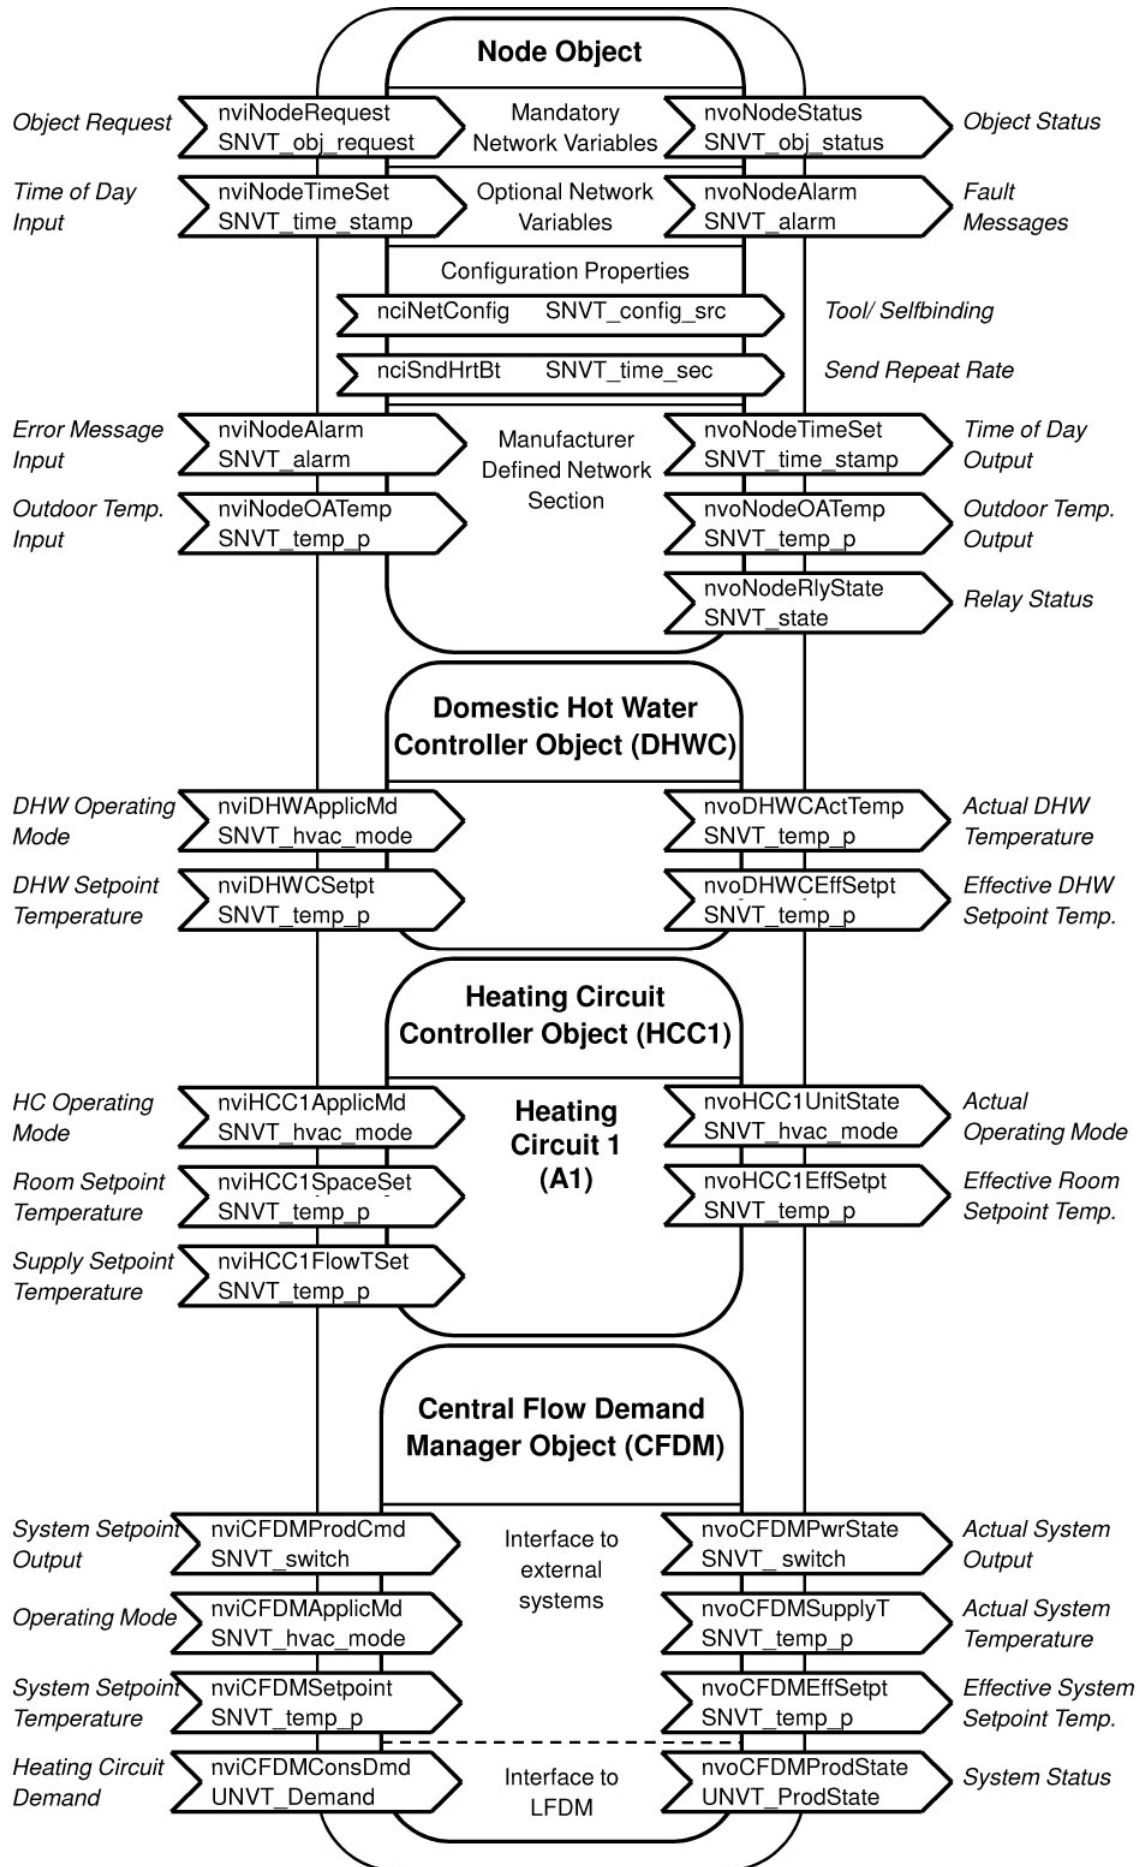 Node Object
Object Request
nviNodeRequest
SNVT_obj_request
Mandatory
Network Variables
nvoNodeStatus
SNVT_obj_status
Object Status
Time of Day
Input
nviNodeTimeSet
SNVT_time_stamp
Optional Network
Variables
nvoNodeAlarm
SNVT_alarm
Fault
Messages
Configuration Properties
nciNetConfig SNVT_config_src
Tool/ Selfbinding
nciSndHrtBt SNVT_time_sec
Send Repeat Rate
Error Message
Input
nviNodeAlarm
SNVT_alarm
Manufacturer
Defined Network
Section
nvoNodeTimeSet
SNVT_time_stamp
Time of Day
Output
Outdoor Temp.
Input
nviNodeOATemp
SNVT_temp_p
nvoNodeOATemp
SNVT_temp_p
Outdoor Temp.
Output
nvoNodeRlyState
SNVT_state
Relay Status
Domestic Hot Water
Controller Object (DHWC)
DHW Operating
Mode
nviDHWApplicMd
SNVT_hvac_mode
nvoDHWCActTemp
SNVT_temp_p
Actual DHW
Temperature
DHW Setpoint
Temperature
nviDHWCSetpt
SNVT_temp_p
nvoDHWCEffSetpt
SNVT_temp_p
Effective DHW
Setpoint Temp.
Heating Circuit
Controller Object (HCC1)
HC Operating
Mode
nviHCC1ApplicMd
SNVT_hvac_mode
Heating
Circuit 1
(A1)
nvoHCC1UnitState
SNVT_hvac_mode
Actual
Operating Mode
Room Setpoint
Temperature
nviHCC1SpaceSet
SNVT_temp_p
nvoHCC1EffSetpt
SNVT_temp_p
Effective Room
Setpoint Temp.
Supply Setpoint
Temperature
nviHCC1FlowTSet
SNVT_temp_p
Central Flow Demand
Manager Object (CFDM)
System Setpoint
Output
nviCFDMProdCmd
SNVT_switch
Interface to
external
systems
nvoCFDMPwrState
SNVT_switch
Actual System
Output
Operating Mode
nviCFDMApplicMd
SNVT_hvac_mode
nvoCFDMSupplyT
SNVT_temp_p
Actual System
Temperature
System Setpoint
Temperature
nviCFDMSetpoint
SNVT_temp_p
nvoCFDMEffSetpt
SNVT_temp_p
Effective System
Setpoint Temp.
Heating Circuit
Demand
nviCFDMConsDmd
UNVT_Demand
Interface to
LFDM
nvoCFDMProdState
UNVT_ProdState
System Status